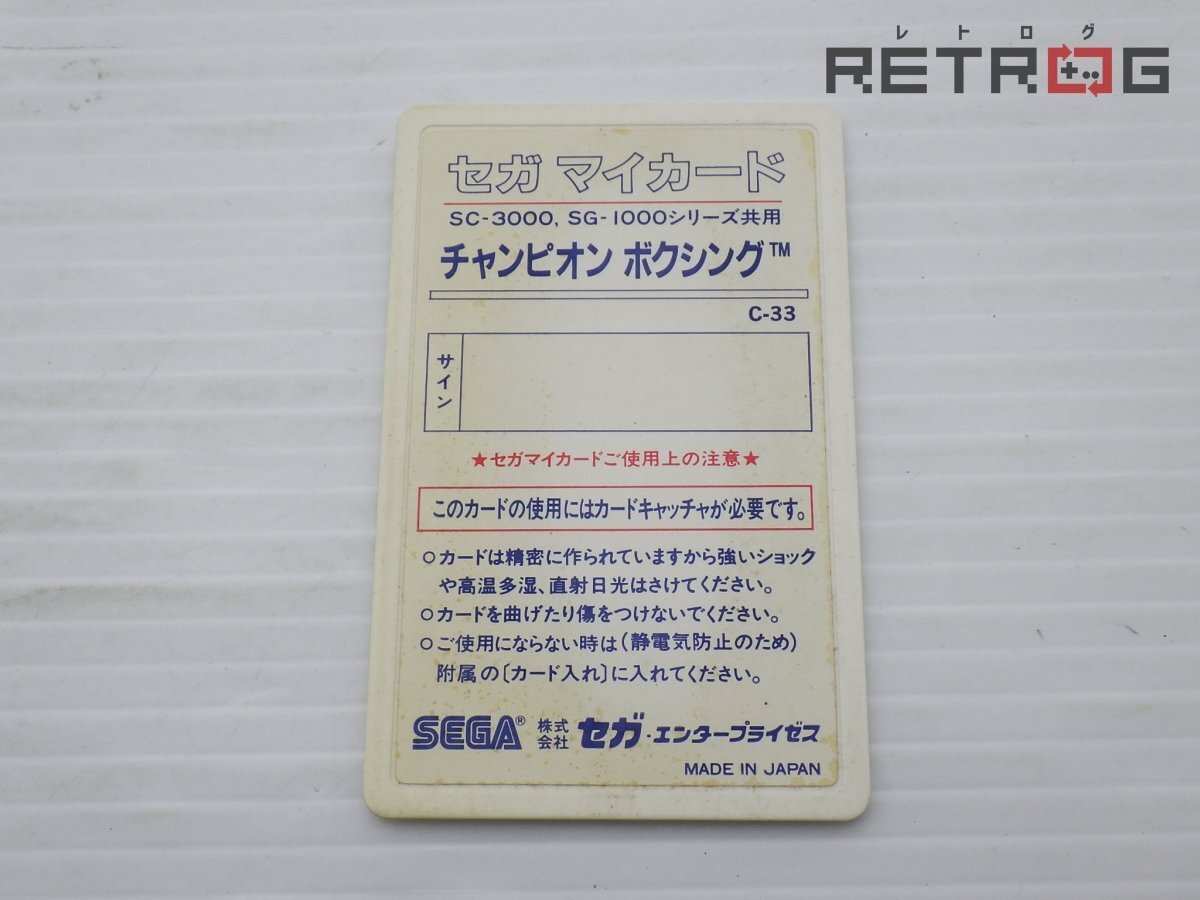 レトログ
RETROG
セガ マイカード
SC-3000, SG-1000シリーズ共用
チャンピオン ボクシング™
C-33
サイン
★セガマイカードご使用上の注意★
このカードの使用にはカードキャッチャが必要です。
○カードは精密に作られていますから強いショック
や高温多湿、直射日光はさけてください。
○カードを曲げたり傷をつけないでください。
○ご使用にならない時は(静電気防止のため)
附属の〔カード入れ〕に入れてください。
SEGA® 株式会社 セガ・エンタープライゼス
MADE IN JAPAN